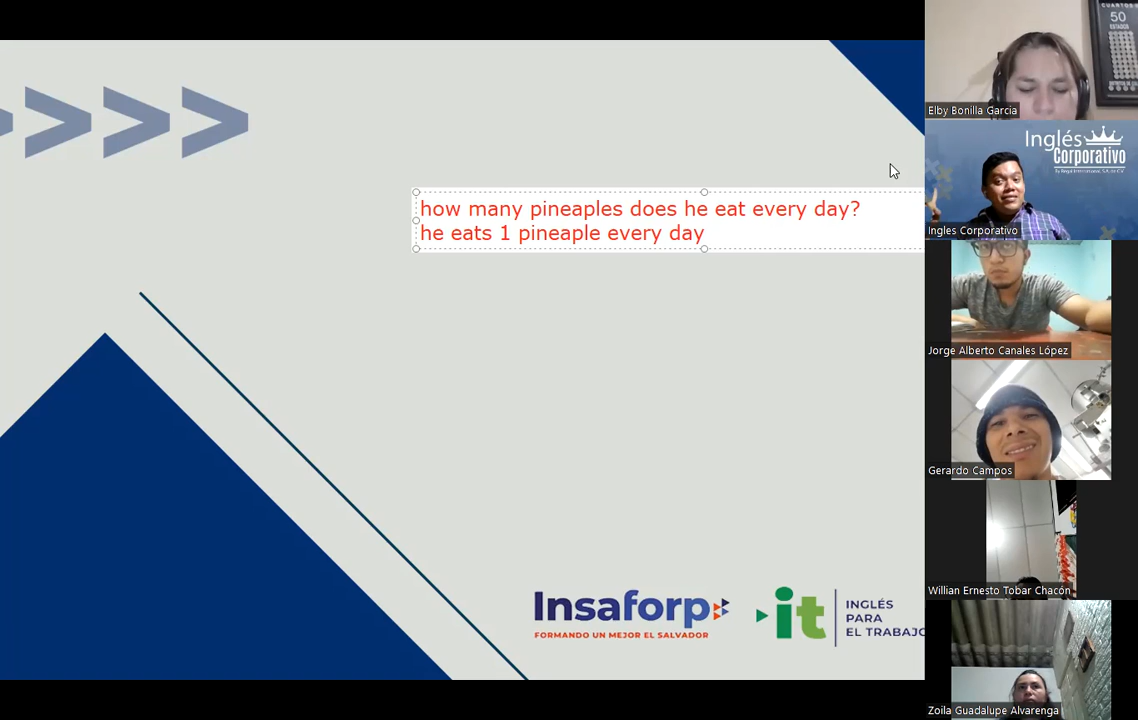 how many pineaples does he eat every day?
he eats 1 pineaple every day
Insaforp
FORMANDO UN MEJOR EL SALVADOR
it
INGLÉS
PARA
EL TRABAJO
Elby Bonilla Garcia
CUARTOS
50
ESTADOS
Inglés
Corporativo
Ingles Corporativo
Jorge Alberto Canales López
Gerardo Campos
Willian Ernesto Tobar Chacón
Zoila Guadalupe Alvarenga